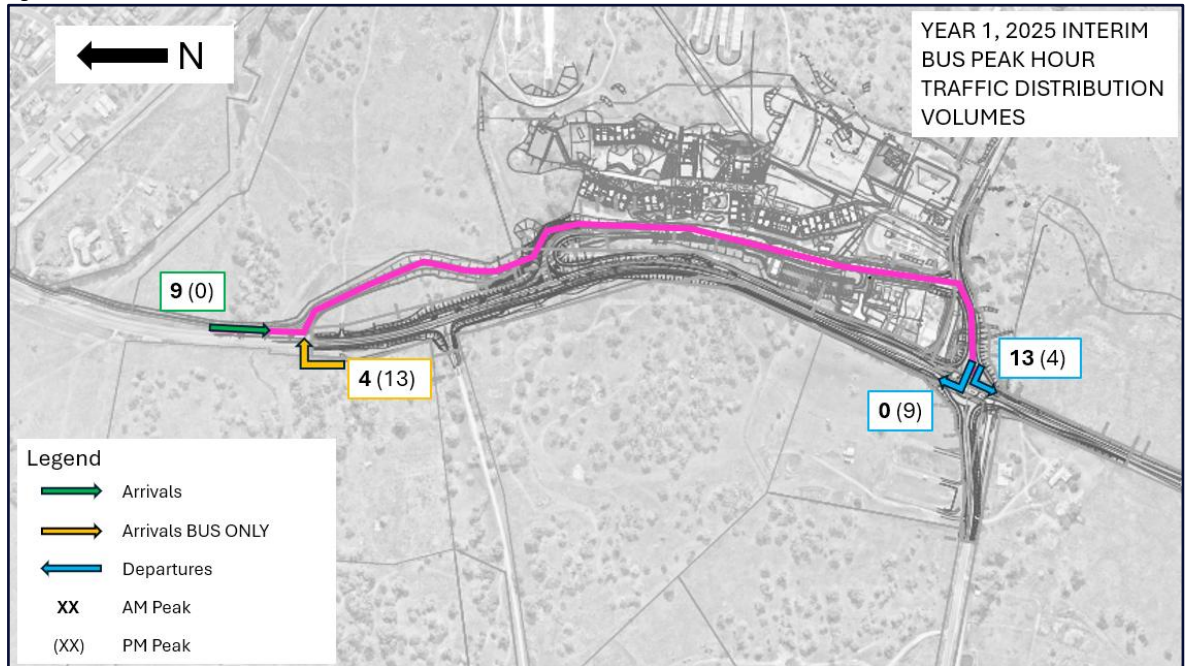 N
YEAR 1, 2025 INTERIM
BUS PEAK HOUR
TRAFFIC DISTRIBUTION
VOLUMES
9 (0)
4 (13)
13 (4)
0 (9)
Legend
Arrivals
Arrivals BUS ONLY
Departures
XX AM Peak
(XX) PM Peak